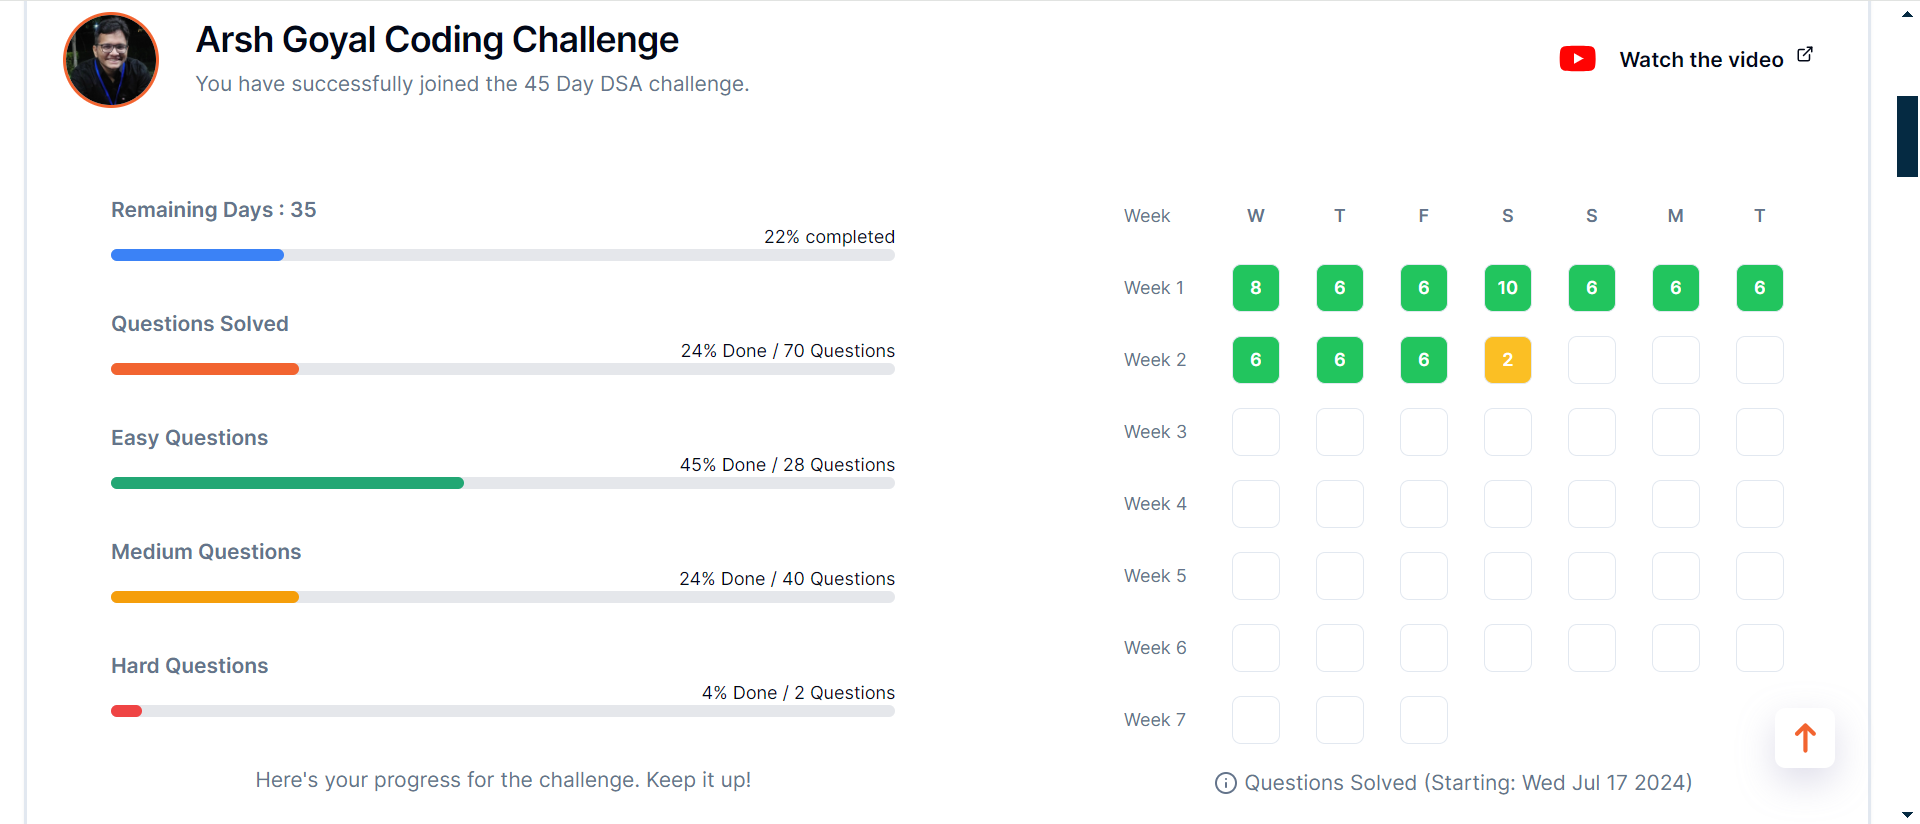 Arsh Goyal Coding Challenge
You have successfully joined the 45 Day DSA challenge.
Watch the video
Remaining Days : 35
22% completed
Questions Solved
24% Done / 70 Questions
Easy Questions
45% Done / 28 Questions
Medium Questions
24% Done / 40 Questions
Hard Questions
4% Done / 2 Questions
Here's your progress for the challenge. Keep it up!
Week W T F S S M T
Week 1 8 6 6 10 6 6 6
Week 2 6 6 6 2
Week 3
Week 4
Week 5
Week 6
Week 7
Questions Solved (Starting: Wed Jul 17 2024)